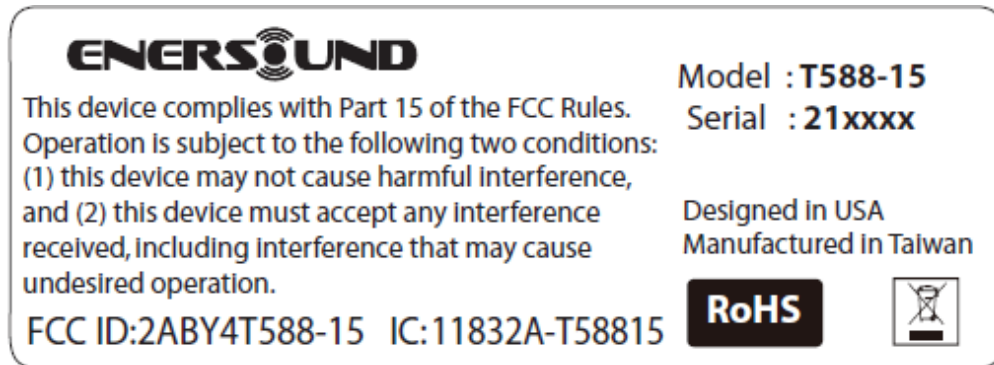 ENERSOUND
This device complies with Part 15 of the FCC Rules.
Operation is subject to the following two conditions:
(1) this device may not cause harmful interference,
and (2) this device must accept any interference
received, including interference that may cause
undesired operation.
FCC ID:2ABY4T588-15 IC:11832A-T58815
Model : T588-15
Serial : 21xxxx
Designed in USA
Manufactured in Taiwan
RoHS